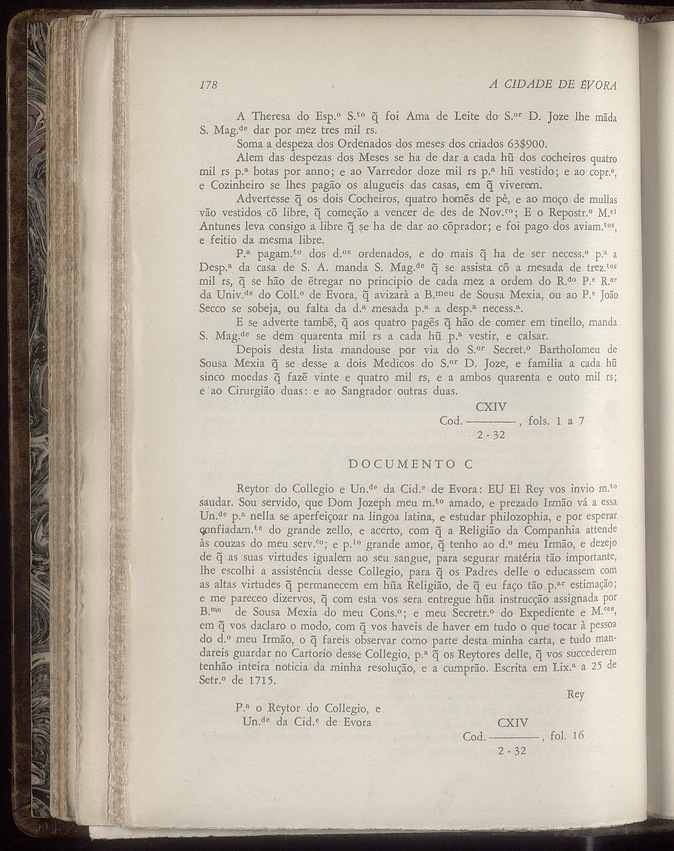 178 A CIDADE DE ÉVORA
A Theresa do Esp.º S.ᵗᵒ q̃ foi Ama de Leite do S.ᵒʳ D. Joze lhe mãda
S. Mag.ᵈᵉ dar por mez tres mil rs.
Soma a despeza dos Ordenados dos meses dos criados 63$900.
Alem das despezas dos Meses se ha de dar a cada hũ dos cocheiros quatro
mil rs p.ª botas por anno; e ao Varredor doze mil rs p.ª hũ vestido; e ao copr.º,
e Cozinheiro se lhes pagão os alugueis das casas, em q̃ viverem.
Advertesse q̃ os dois Cocheiros, quatro homẽs de pè, e ao moço de mullas
vão vestidos cõ libre, q̃ começão a vencer de des de Nov.ʳᵒ; E o Repostr.º M.ᵉˡ
Antunes leva consigo a libre q̃ se ha de dar ao cõprador; e foi pago dos aviam.ᵗᵒˢ,
e feitio da mesma libre.
P.ª pagam.ᵗᵒ dos d.ᵒˢ ordenados, e do mais q̃ ha de ser necess.º p.ª a
Desp.ª da casa de S. A. manda S. Mag.ᵈᵉ q̃ se assista cõ a mesada de trez.ᵗᵒˢ
mil rs, q̃ se hão de ẽtregar no principio de cada mez a ordem do R.ᵈᵒ P.ᵉ R.ᵒʳ
da Univ.ᵈᵉ do Coll.º de Evora, q̃ avizarà a B.ᵐᵉᵘ de Sousa Mexia, ou ao P.ᵉ João
Secco se sobeja, ou falta da d.ª mesada p.ª a desp.ª necess.ª.
E se adverte tambẽ, q̃ aos quatro pagẽs q̃ hão de comer em tinello, manda
S. Mag.ᵈᵉ se dem quarenta mil rs a cada hũ p.ª vestir, e calsar.
Depois desta lista mandouse por via do S.ᵒʳ Secret.º Bartholomeu de
Sousa Mexia q̃ se desse a dois Medicos do S.ᵒʳ D. Joze, e familia a cada hũ
sinco moedas q̃ fazẽ vinte e quatro mil rs, e a ambos quarenta e outo mil rs;
e ao Cirurgião duas: e ao Sangrador outras duas.
CXIV
Cod. ———, fols. 1 a 7
2 - 32
DOCUMENTO C
Reytor do Collegio e Un.ᵈᵉ da Cid.ᵉ de Evora: EU El Rey vos invio m.ᵗᵒ
saudar. Sou servido, que Dom Jozeph meu m.ᵗᵒ amado, e prezado Irmão vá a essa
Un.ᵈᵉ p.ª nella se aperfeiçoar na lingoa latina, e estudar philozophia, e por esperar
confiadam.ᵗᵉ do grande zello, e acerto, com q̃ a Religião da Companhia attende
às couzas do meu serv.ᶜᵒ; e p.ˡᵒ grande amor, q̃ tenho ao d.º meu Irmão, e dezejo
de q̃ as suas virtudes igualem ao seu sangue, para segurar matéria tão importante,
lhe escolhi a assistência desse Collegio, para q̃ os Padres delle o educassem com
as altas virtudes q̃ permanecem em hũa Religião, de q̃ eu faço tão p.ᵃʳ estimação;
e me pareceo dizervos, q̃ com esta vos sera entregue hũa instrucção assignada por
B.ᵐᵉ de Sousa Mexia do meu Cons.º; e meu Secretr.º do Expediente e M.ᶜᵉˢ,
em q̃ vos daclaro o modo, com q̃ vos haveis de haver em tudo o que tocar à pessoa
do d.º meu Irmão, o q̃ fareis observar como parte desta minha carta, e tudo man-
dareis guardar no Cartorio desse Collegio, p.ª q̃ os Reytores delle, q̃ vos succederem
tenhão inteira noticia da minha resolução, e a cumprão. Escrita em Lix.ª a 25 de
Setr.º de 1715.
Rey
P.ª o Reytor do Collegio, e
Un.ᵈᵉ da Cid.ᵉ de Evora
CXIV
Cod. ———, fol. 16
2 - 32